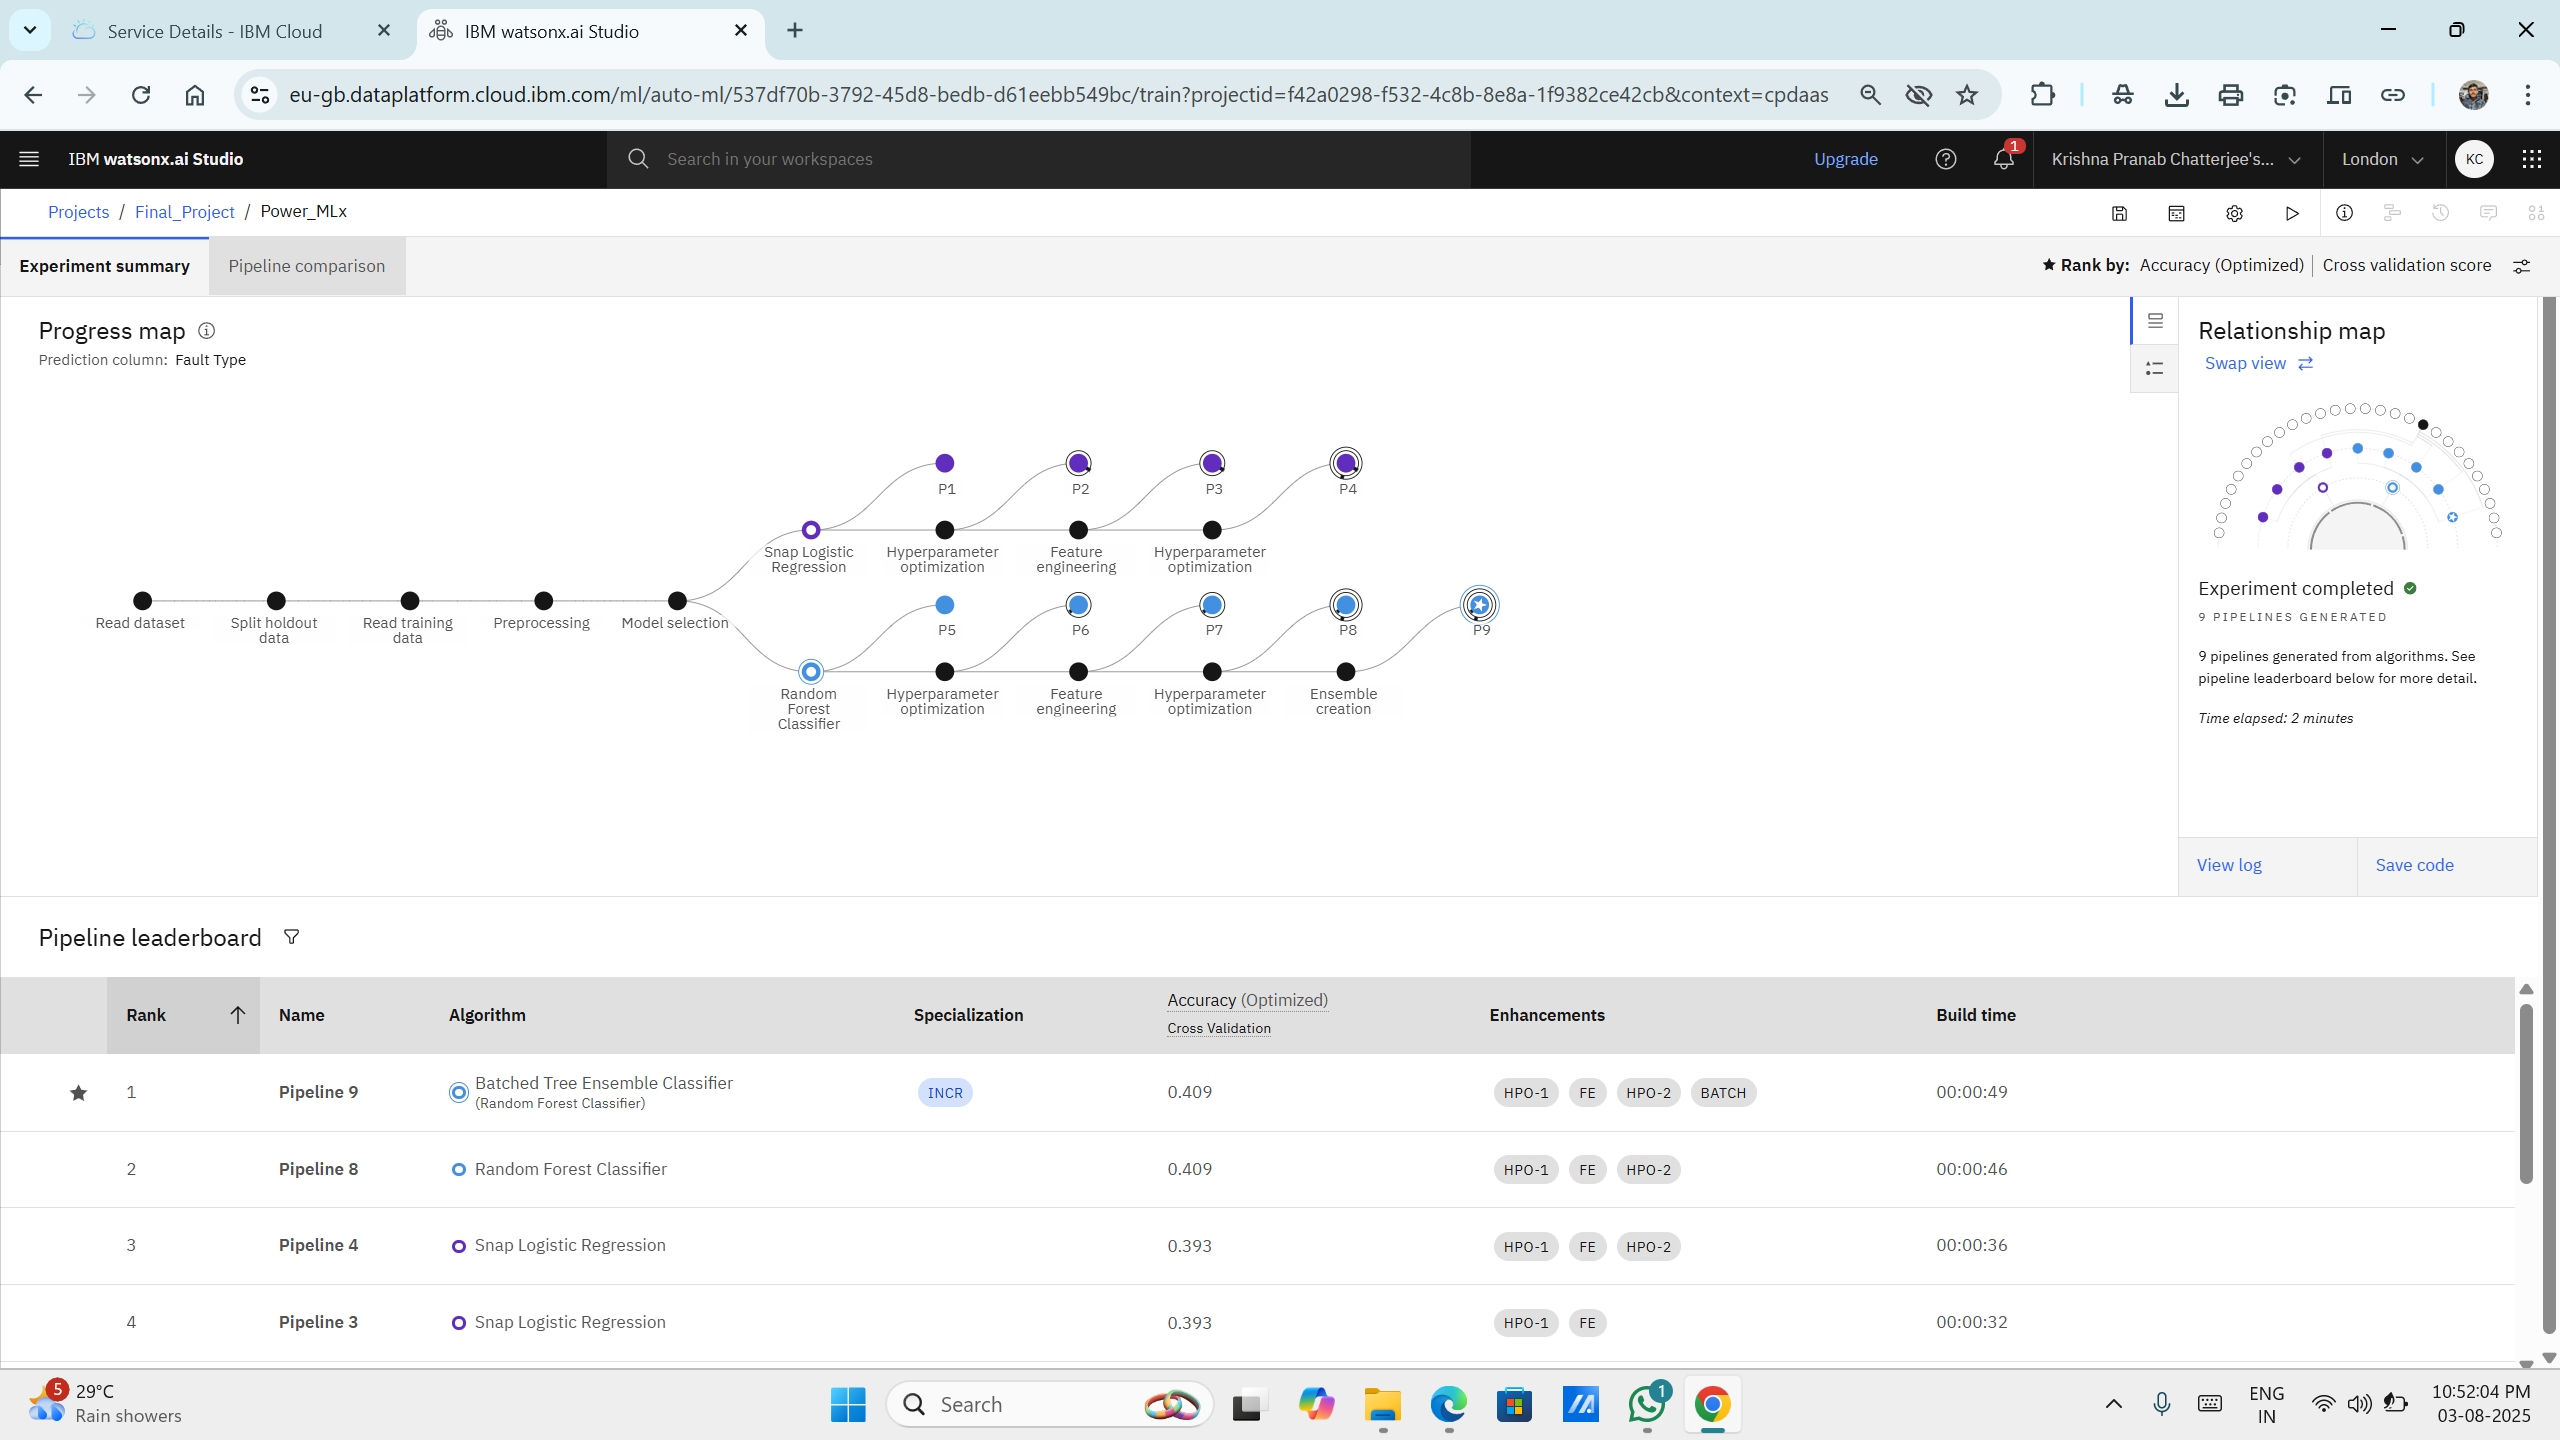 Service Details - IBM Cloud
IBM watsonx.ai Studio
eu-gb.dataplatform.cloud.ibm.com/ml/auto-ml/537df70b-3792-45d8-bedb-d61eebb549bc/train?projectid=f42a0298-f532-4c8b-8e8a-1f9382ce42cb&context=cpdaas
IBM watsonx.ai Studio
Search in your workspaces
Upgrade
1
Krishna Pranab Chatterjee's...
London
KC
Projects / Final_Project / Power_MLx
Experiment summary
Pipeline comparison
Rank by: Accuracy (Optimized) | Cross validation score
Progress map
Prediction column: Fault Type
P1
P2
P3
P4
Snap Logistic Regression
Hyperparameter optimization
Feature engineering
Hyperparameter optimization
Read dataset
Split holdout data
Read training data
Preprocessing
Model selection
P5
P6
P7
P8
P9
Random Forest Classifier
Hyperparameter optimization
Feature engineering
Hyperparameter optimization
Ensemble creation
Relationship map
Swap view
Experiment completed
9 PIPELINES GENERATED
9 pipelines generated from algorithms. See
pipeline leaderboard below for more detail.
Time elapsed: 2 minutes
View log
Save code
Pipeline leaderboard
Rank Name Algorithm Specialization Accuracy (Optimized) Cross Validation Enhancements Build time
1 Pipeline 9 Batched Tree Ensemble Classifier (Random Forest Classifier) INCR 0.409 HPO-1 FE HPO-2 BATCH 00:00:49
2 Pipeline 8 Random Forest Classifier 0.409 HPO-1 FE HPO-2 00:00:46
3 Pipeline 4 Snap Logistic Regression 0.393 HPO-1 FE HPO-2 00:00:36
4 Pipeline 3 Snap Logistic Regression 0.393 HPO-1 FE 00:00:32
5
29°C
Rain showers
Search
1
ENG
IN
10:52:04 PM
03-08-2025